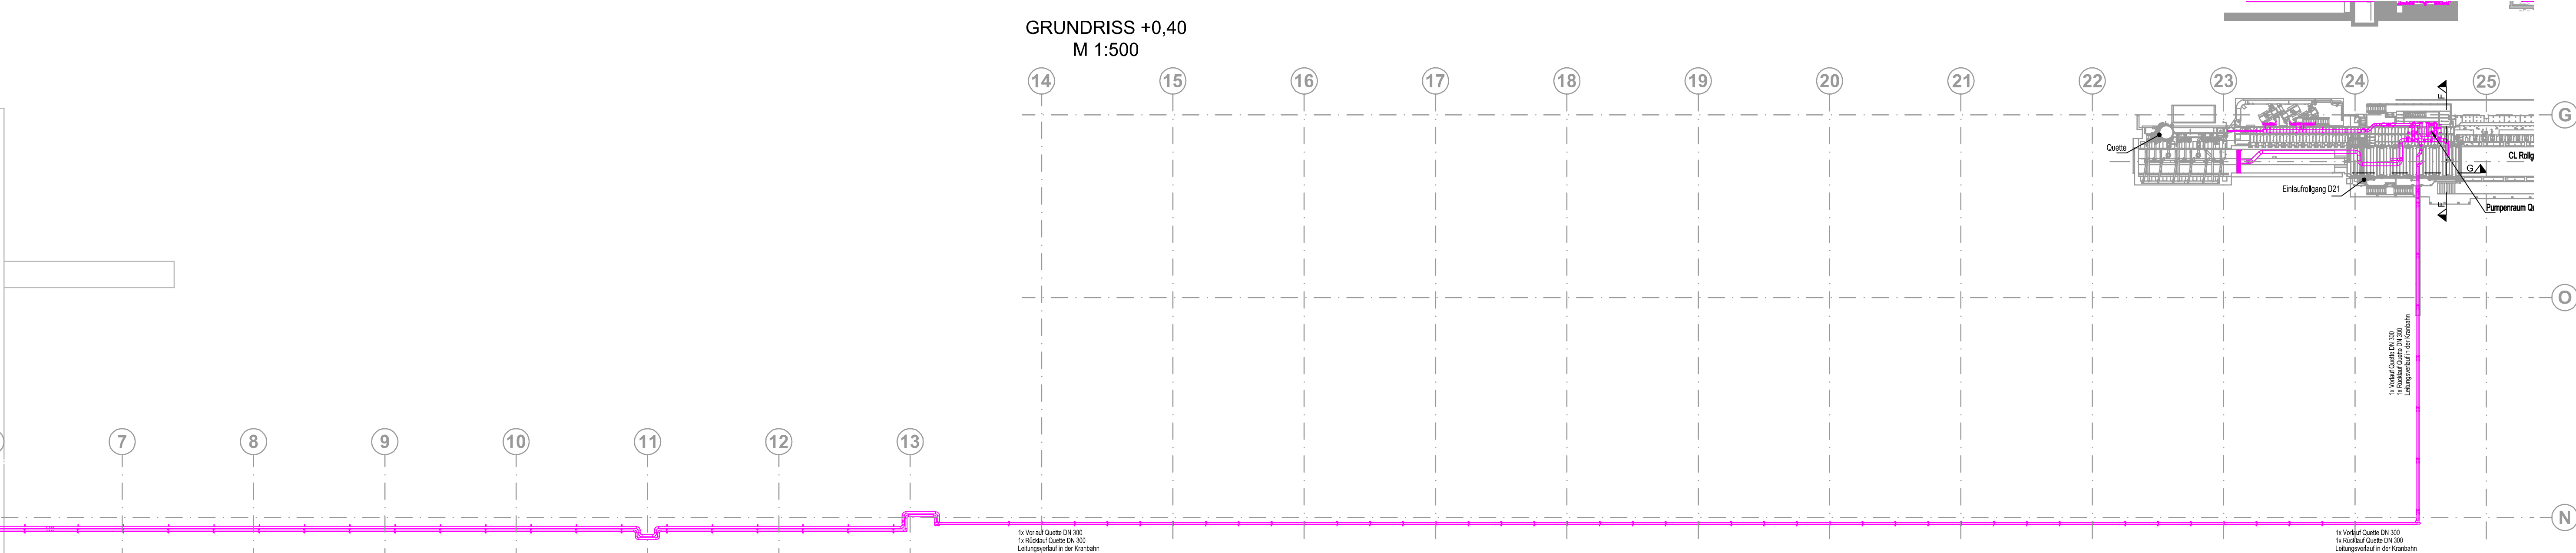 GRUNDRISS +0,40
M 1:500
14 15 16 17 18 19 20 21 22 23 24 25
F
G
Quette
CL Rollg
G
Einlaufrollgang D21
F
Pumpenraum
O
1x Vorlauf Quette DN 300
1x Rücklauf Quette DN 300
Leitungsverlauf in der Kranbahn
7 8 9 10 11 12 13
N
1x Vorlauf Quette DN 300
1x Rücklauf Quette DN 300
Leitungsverlauf in der Kranbahn
1x Vorlauf Quette DN 300
1x Rücklauf Quette DN 300
Leitungsverlauf in der Kranbahn